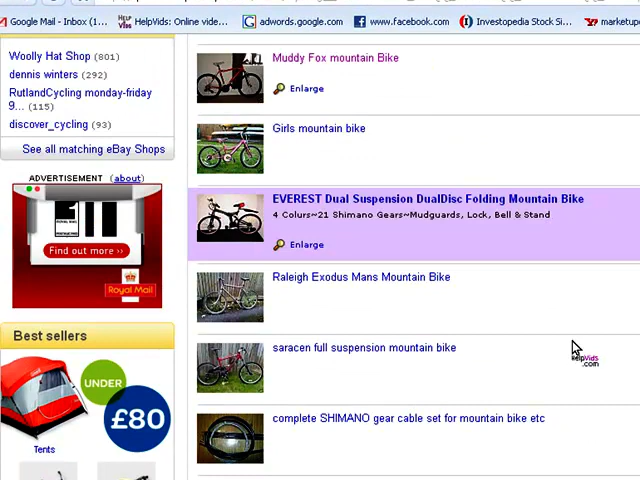 Google Mail - Inbox (1...
HELP VIDS
HelpVids: Online vide...
adwords.google.com
www.facebook.com
Investopedia Stock Si...
marketup
Woolly Hat Shop (801)
dennis winters (292)
RutlandCycling monday-friday
9... (115)
discover_cycling (93)
See all matching eBay Shops
ADVERTISEMENT (about)
Find out more >>
Royal Mail
Best sellers
UNDER
£80
Tents
Muddy Fox mountain Bike
Enlarge
Girls mountain bike
EVEREST Dual Suspension DualDisc Folding Mountain Bike
4 Colurs~21 Shimano Gears~Mudguards, Lock, Bell & Stand
Enlarge
Raleigh Exodus Mans Mountain Bike
saracen full suspension mountain bike
HelpVids
.com
complete SHIMANO gear cable set for mountain bike etc